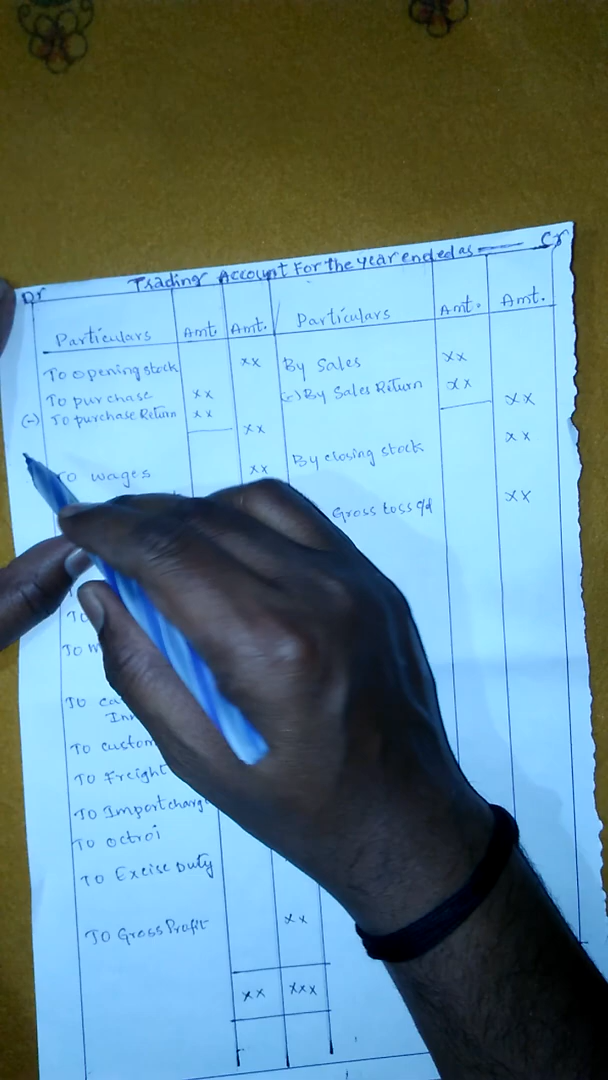 Dr Trading Account For the year ended as —— Cr
Particulars Amt. Amt. Particulars Amt. Amt.
To opening stock xx By Sales xx
To purchase xx (-) By Sales Return xx xx
(-) To purchase Return xx xx
By closing stock xx
To wages xx
Gross Loss c/d xx
To
To
To custom
To Freight
To Import charge
To octroi
To Excise Duty
To Gross Profit xx
xx xxx